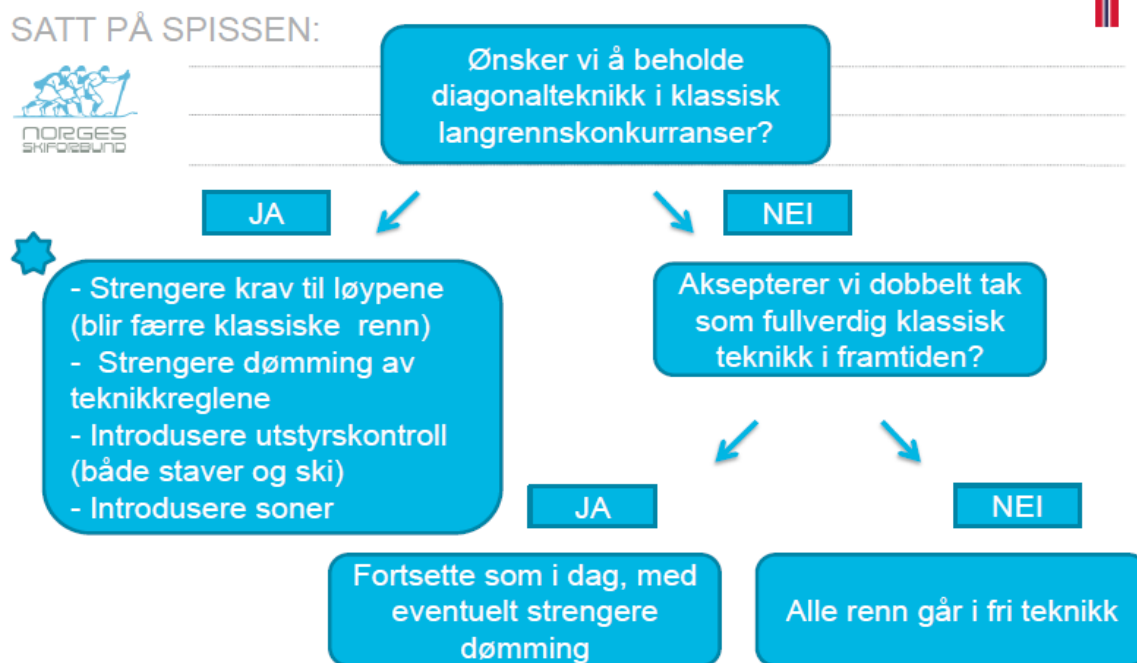 SATT PÅ SPISSEN:
NORGES
SKIFORBUND
Ønsker vi å beholde
diagonalteknikk i klassisk
langrennskonkurranser?
JA
NEI
- Strengere krav til løypene
(blir færre klassiske renn)
- Strengere dømming av
teknikkreglene
- Introdusere utstyrskontroll
(både staver og ski)
- Introdusere soner
Aksepterer vi dobbelt tak
som fullverdig klassisk
teknikk i framtiden?
JA
NEI
Fortsette som i dag, med
eventuelt strengere
dømming
Alle renn går i fri teknikk